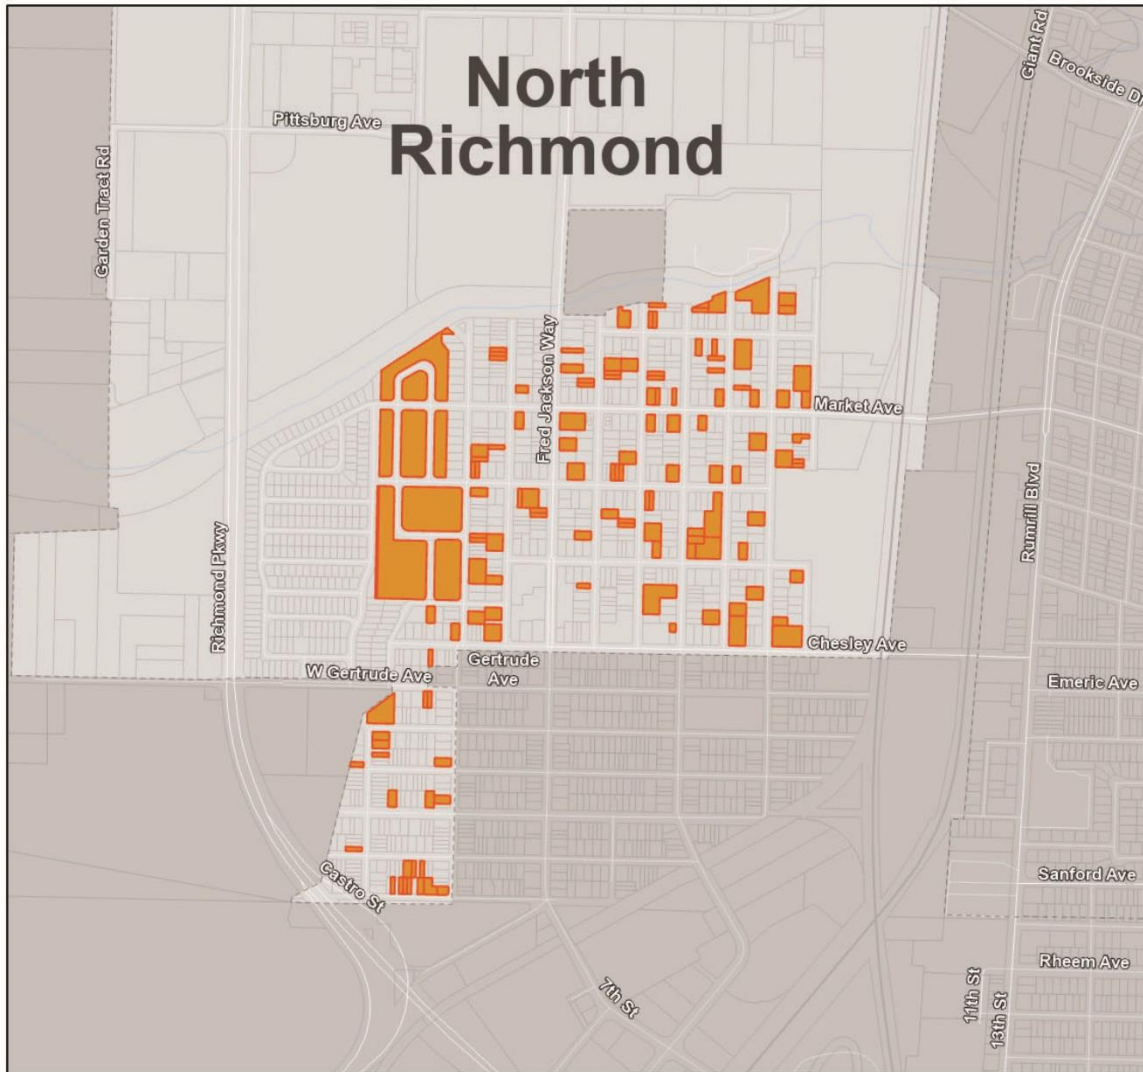 North
Richmond
Giant Rd
Brookside Dr
Pittsburg Ave
Garden Tract Rd
Fred Jackson Way
Market Ave
Richmond Pkwy
Rumrill Blvd
Chesley Ave
Gertrude
Ave
W Gertrude Ave
Emeric Ave
Castro St
Sanford Ave
Rheem Ave
7th St
11th St
13th St